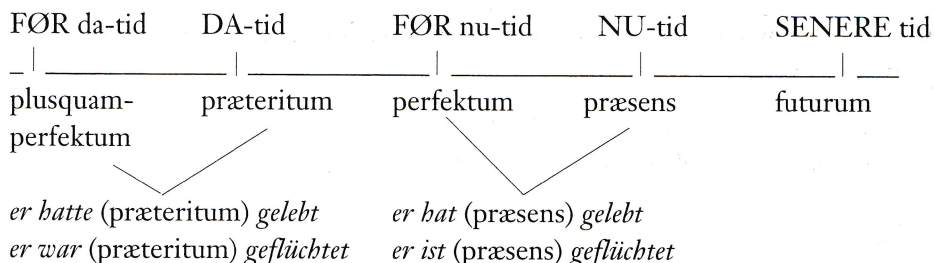 FØR da-tid DA-tid FØR nu-tid NU-tid SENERE tid
plusquam- præteritum perfektum præsens futurum
perfektum
er hatte (præteritum) gelebt er hat (præsens) gelebt
er war (præteritum) geflüchtet er ist (præsens) geflüchtet